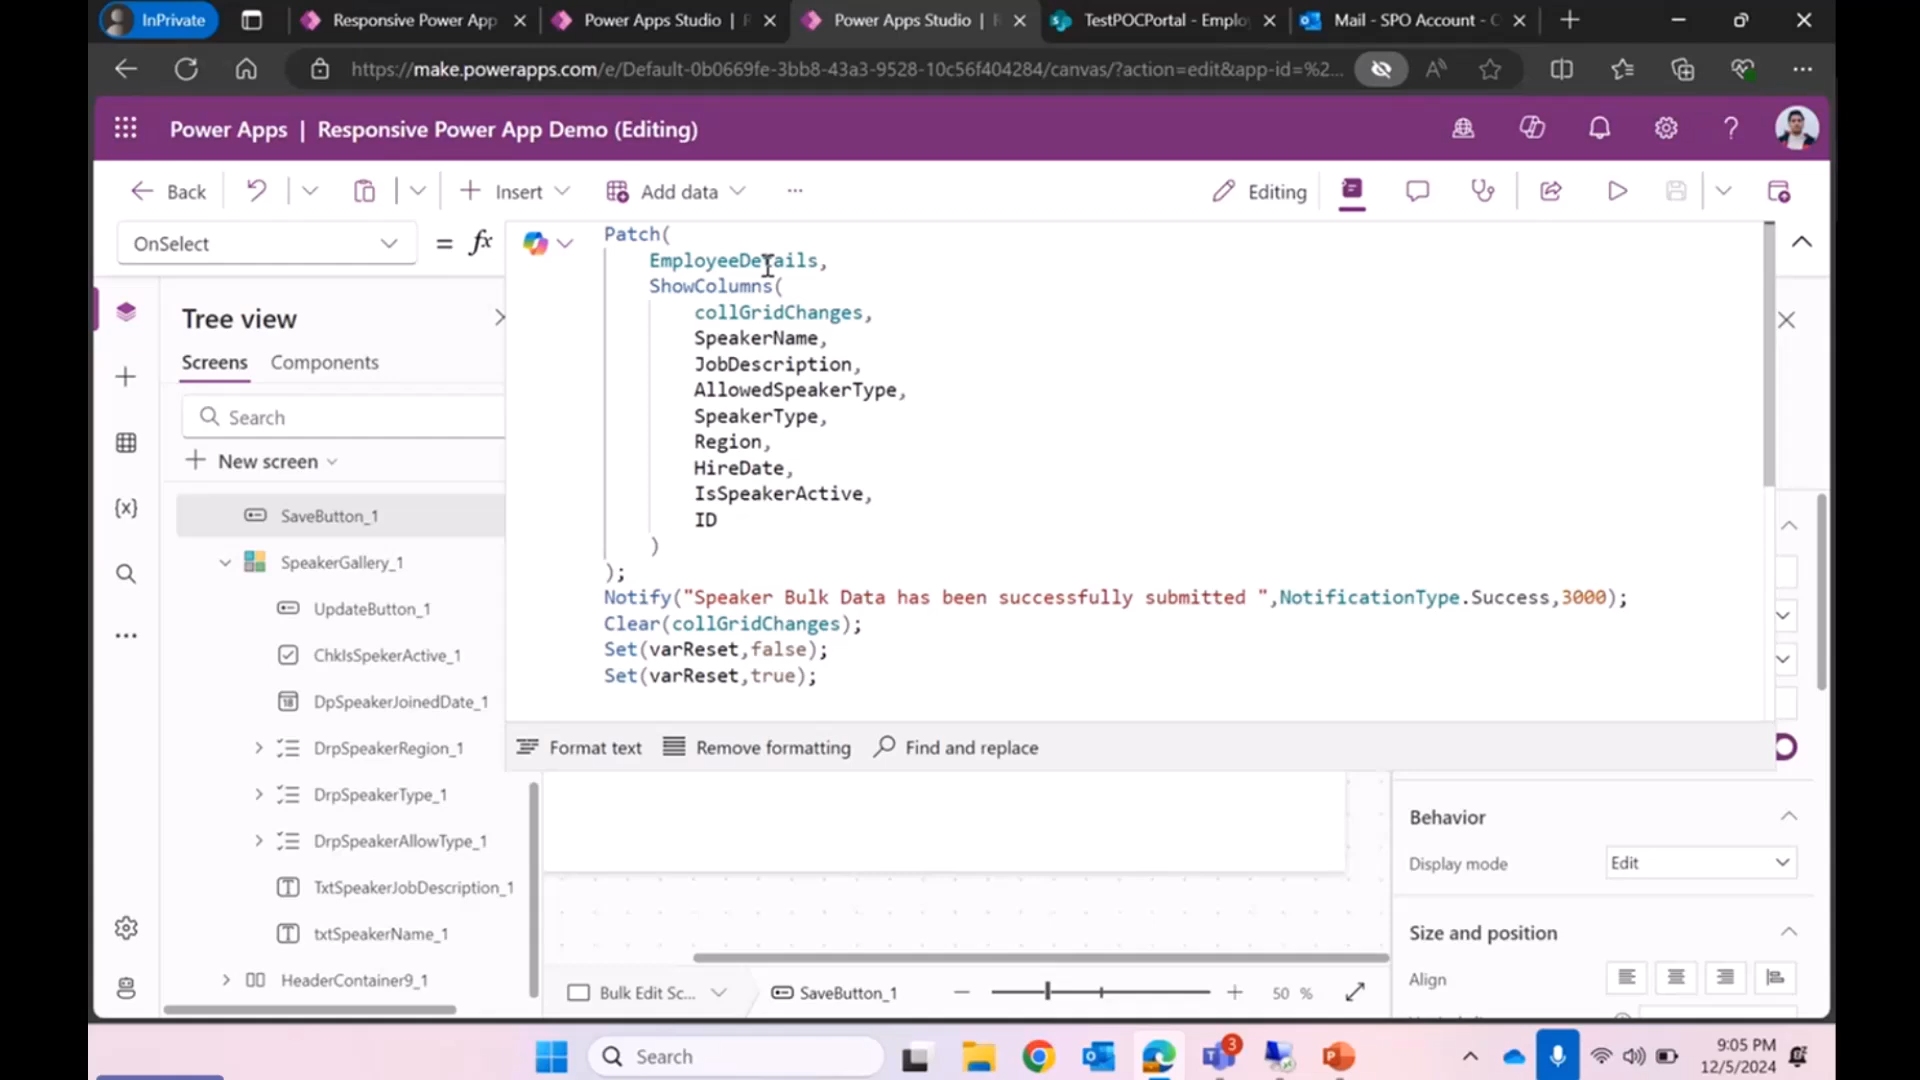 InPrivate
Responsive Power App
Power Apps Studio |
Power Apps Studio |
TestPOCPortal - Emplo
Mail - SPO Account -
https://make.powerapps.com/e/Default-0b0669fe-3bb8-43a3-9528-10c56f404284/canvas/?action=edit&app-id=%2...
Power Apps | Responsive Power App Demo (Editing)
Back
Insert
Add data
Editing
OnSelect
= fx
Patch(
EmployeeDetails,
ShowColumns(
collGridChanges,
SpeakerName,
JobDescription,
AllowedSpeakerType,
SpeakerType,
Region,
HireDate,
IsSpeakerActive,
ID
)
);
Notify("Speaker Bulk Data has been successfully submitted ",NotificationType.Success,3000);
Clear(collGridChanges);
Set(varReset,false);
Set(varReset,true);
Format text
Remove formatting
Find and replace
Tree view
Screens
Components
Search
New screen
SaveButton_1
SpeakerGallery_1
UpdateButton_1
ChkIsSpekerActive_1
DpSpeakerJoinedDate_1
DrpSpeakerRegion_1
DrpSpeakerType_1
DrpSpeakerAllowType_1
TxtSpeakerJobDescription_1
txtSpeakerName_1
HeaderContainer9_1
Behavior
Display mode
Edit
Size and position
Align
Bulk Edit Sc...
SaveButton_1
50 %
Search
3
9:05 PM
12/5/2024